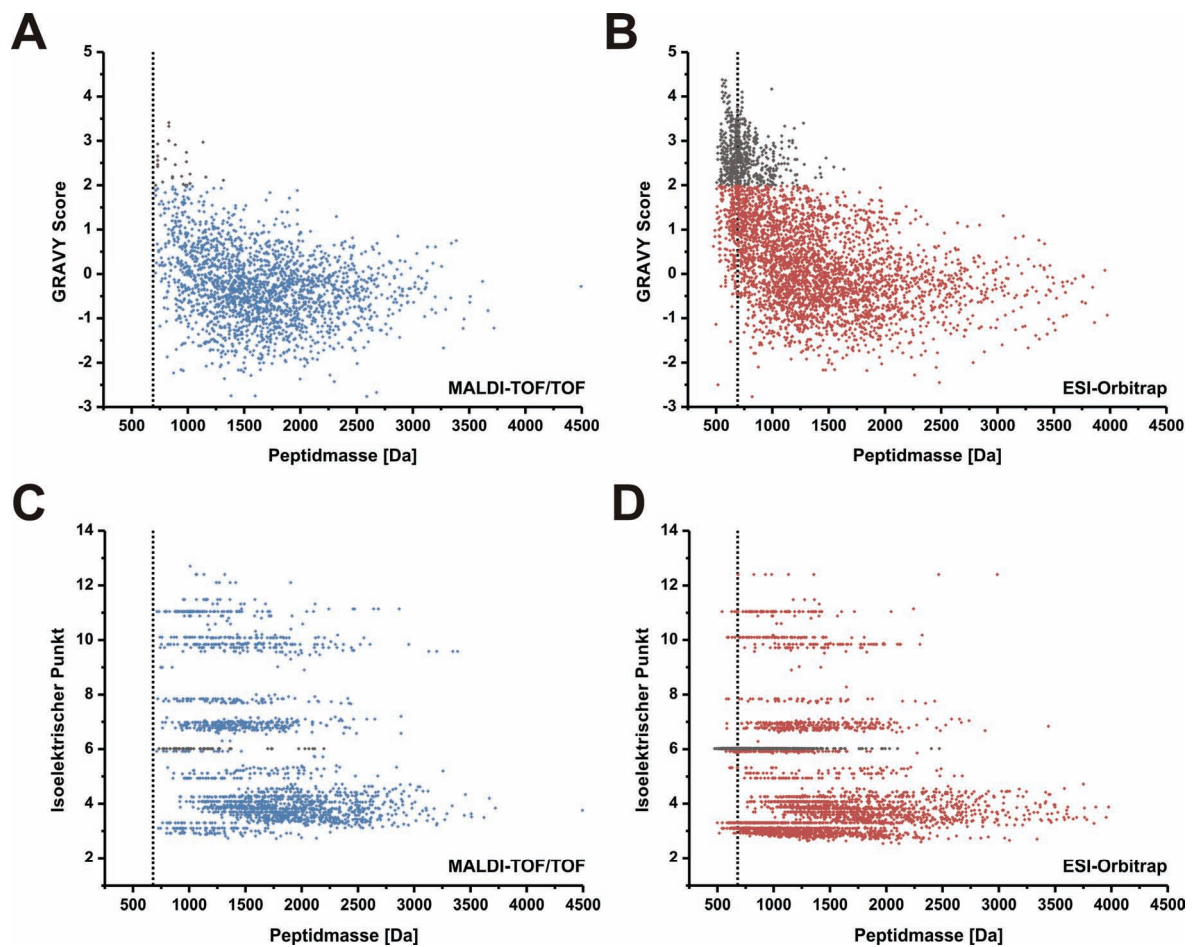 A
GRAVY Score
5
4
3
2
1
0
-1
-2
-3
MALDI-TOF/TOF
500 1000 1500 2000 2500 3000 3500 4000 4500
Peptidmasse [Da]
B
GRAVY Score
5
4
3
2
1
0
-1
-2
-3
ESI-Orbitrap
500 1000 1500 2000 2500 3000 3500 4000 4500
Peptidmasse [Da]
C
Isoelektrischer Punkt
14
12
10
8
6
4
2
MALDI-TOF/TOF
500 1000 1500 2000 2500 3000 3500 4000 4500
Peptidmasse [Da]
D
Isoelektrischer Punkt
14
12
10
8
6
4
2
ESI-Orbitrap
500 1000 1500 2000 2500 3000 3500 4000 4500
Peptidmasse [Da]